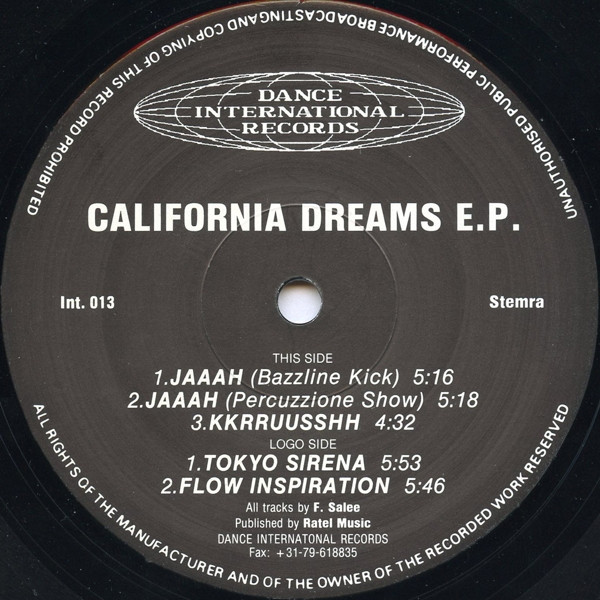 UNAUTHORISED PUBLIC PERFORMANCE BROADCASTING AND COPYING OF THIS RECORD PROHIBITED
DANCE
INTERNATIONAL
RECORDS
CALIFORNIA DREAMS E.P.
Int. 013
Stemra
THIS SIDE
1.JAAAH (Bazzline Kick) 5:16
2.JAAAH (Percuzzione Show) 5:18
3.KKRRUUSSHH 4:32
LOGO SIDE
1.TOKYO SIRENA 5:53
2.FLOW INSPIRATION 5:46
All tracks by F. Salee
Published by Ratel Music
DANCE INTERNATONAL RECORDS
Fax: +31-79-618835
ALL RIGHTS OF THE MANUFACTURER AND OF THE OWNER OF THE RECORDED WORK RESERVED